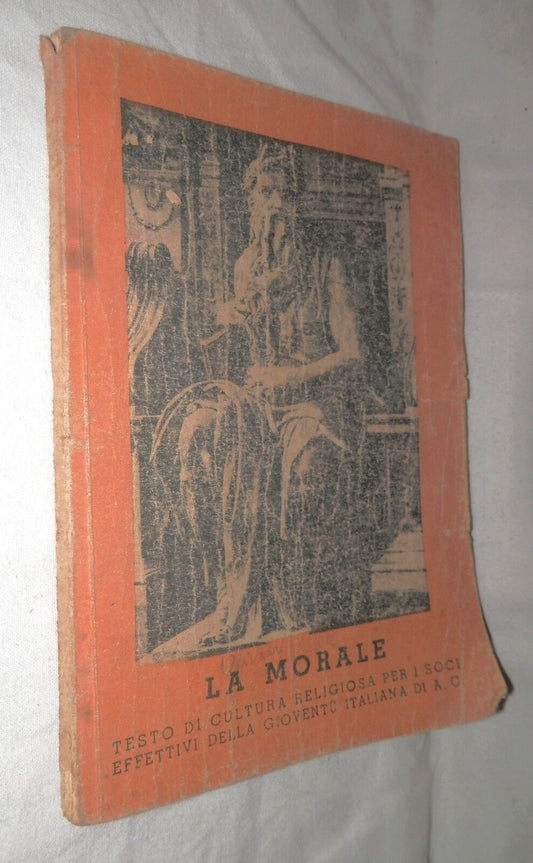 LA MORALE
TESTO DI CULTURA RELIGIOSA PER I SOCI
EFFETTIVI DELLA GIOVENTÙ ITALIANA DI A. C.